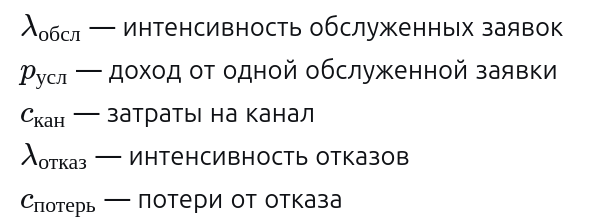 λобсл — интенсивность обслуженных заявок
pусл — доход от одной обслуженной заявки
cкан — затраты на канал
λотказ — интенсивность отказов
cпотерь — потери от отказа